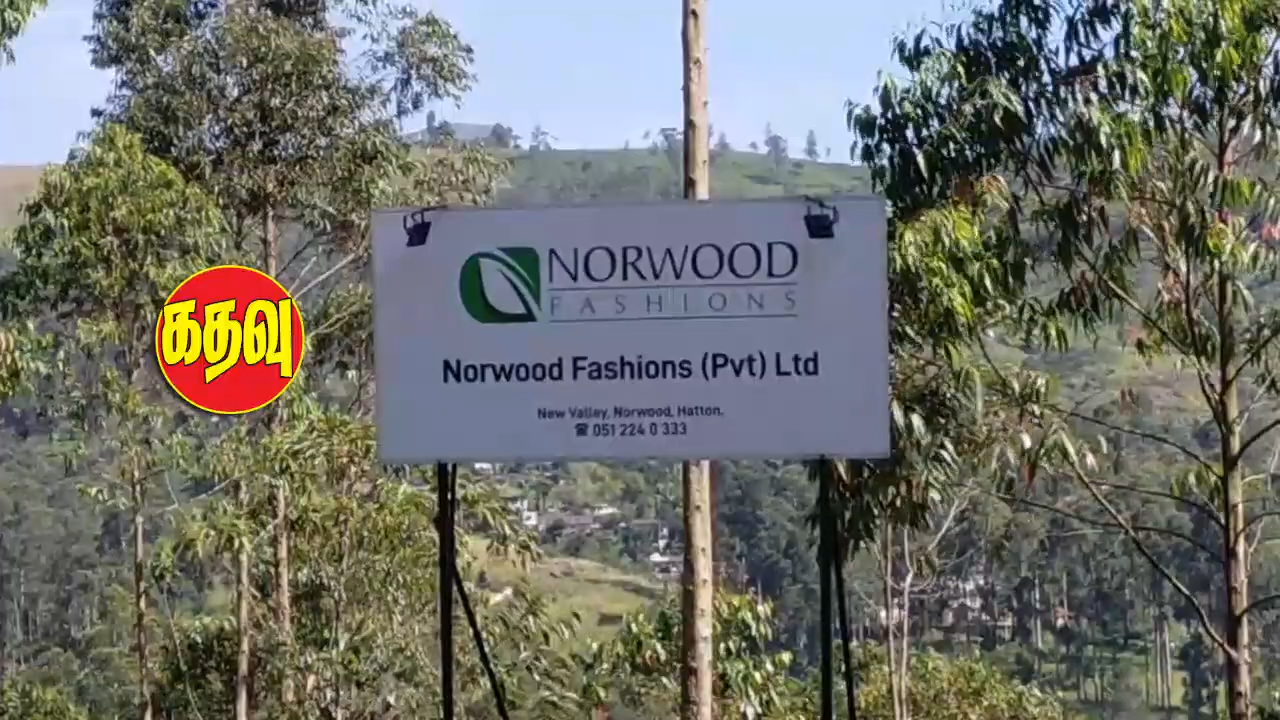 NORWOOD
FASHIONS
Norwood Fashions (Pvt) Ltd
New Valley, Norwood, Hatton.
☎ 051 224 0 333
கதவு